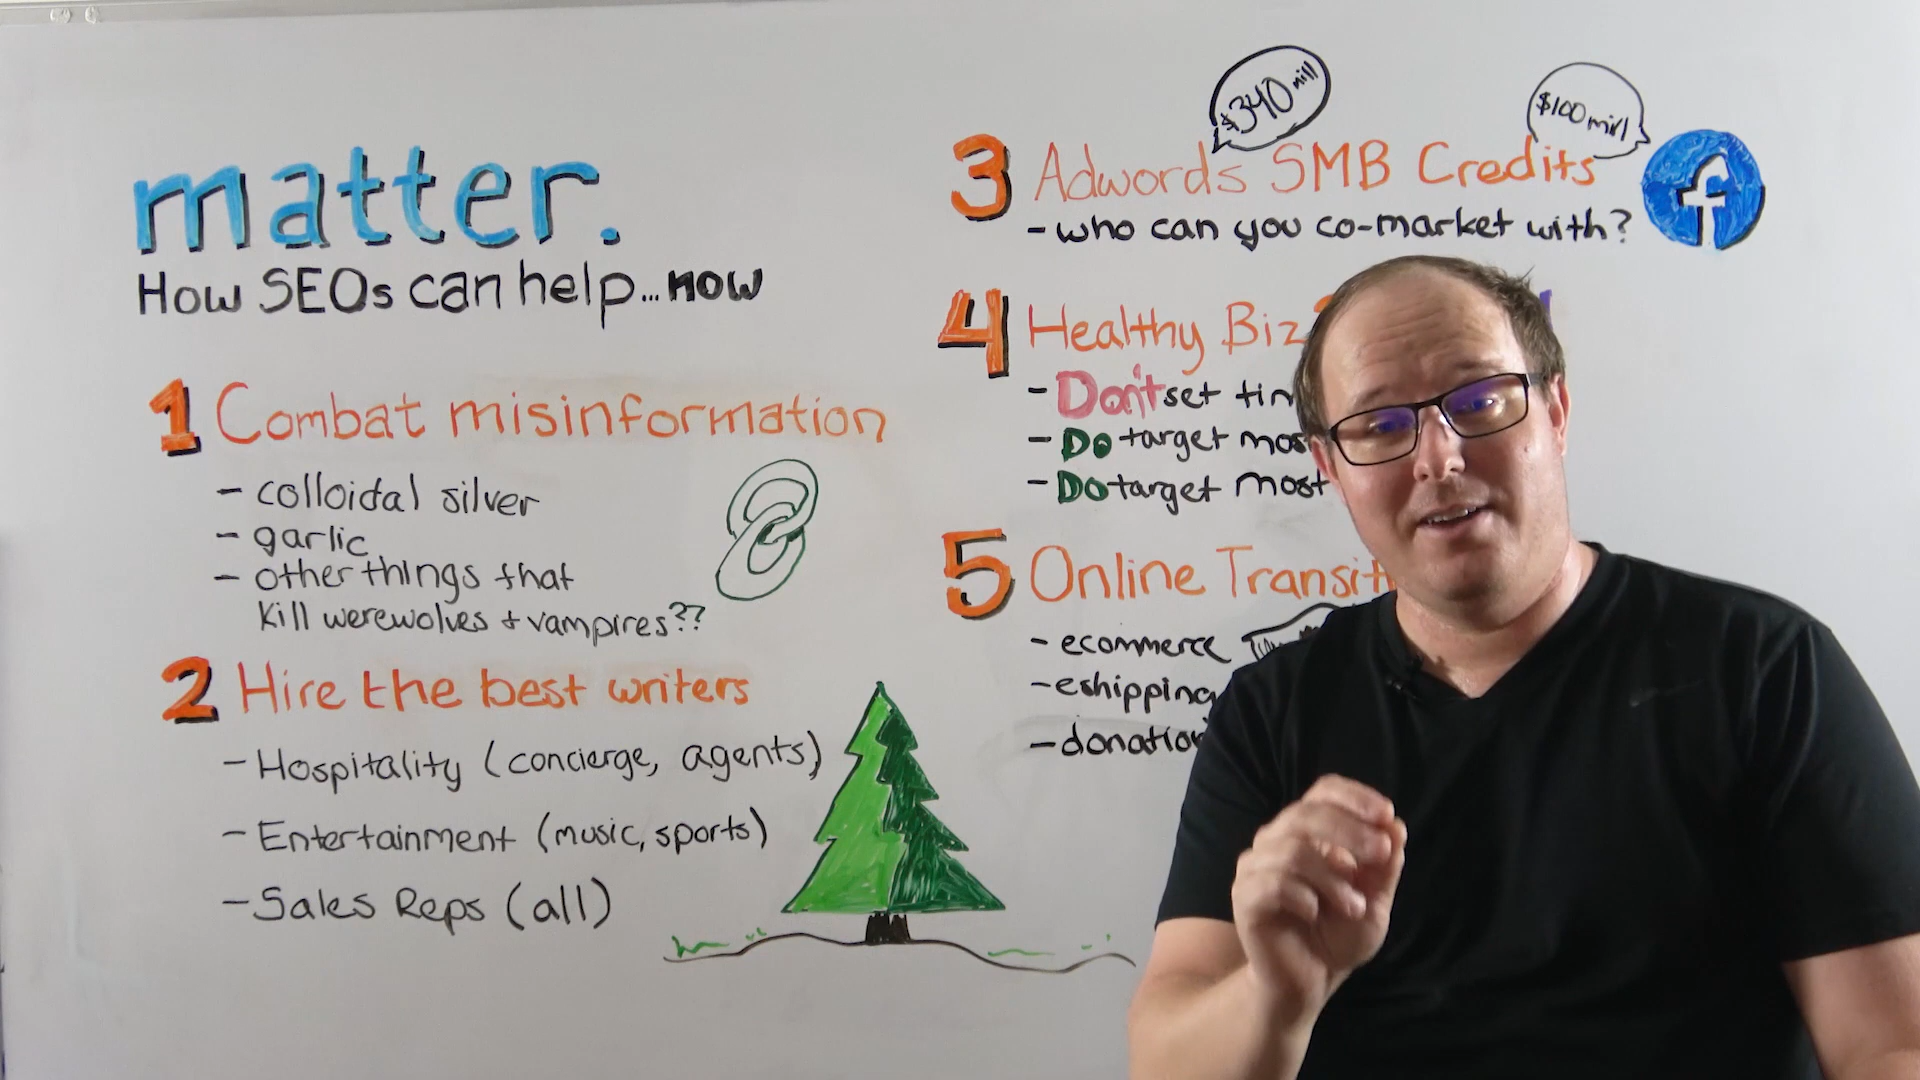 matter.
How SEOs can help... now
1 Combat misinformation
- colloidal silver
- garlic
- other things that
kill werewolves + vampires??
2 Hire the best writers
- Hospitality (concierge, agents)
- Entertainment (music, sports)
- Sales Reps (all)
$340 mill
$100 mill
3 Adwords SMB Credits
- who can you co-market with?
f
4 Healthy Biz
- Don't set
- Do target
- Do target most
5 Online
- ecommerce